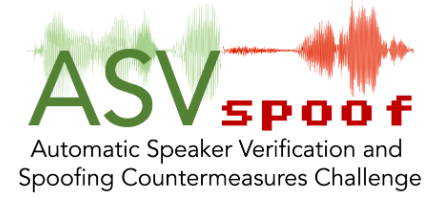 ASVspoof
Automatic Speaker Verification and
Spoofing Countermeasures Challenge